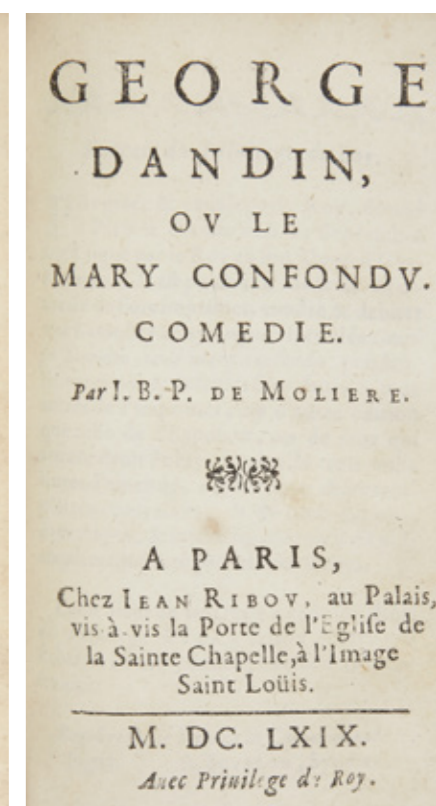 GEORGE
DANDIN,
OV LE
MARY CONFONDV.
COMEDIE.
Par I. B. P. DE MOLIERE.
A PARIS,
Chez IEAN RIBOV, au Palais,
vis à vis la Porte de l'Egliſe de
la Sainte Chapelle, à l'Image
Saint Loüis.
M. DC. LXIX.
Auec Priuilege de Roy.